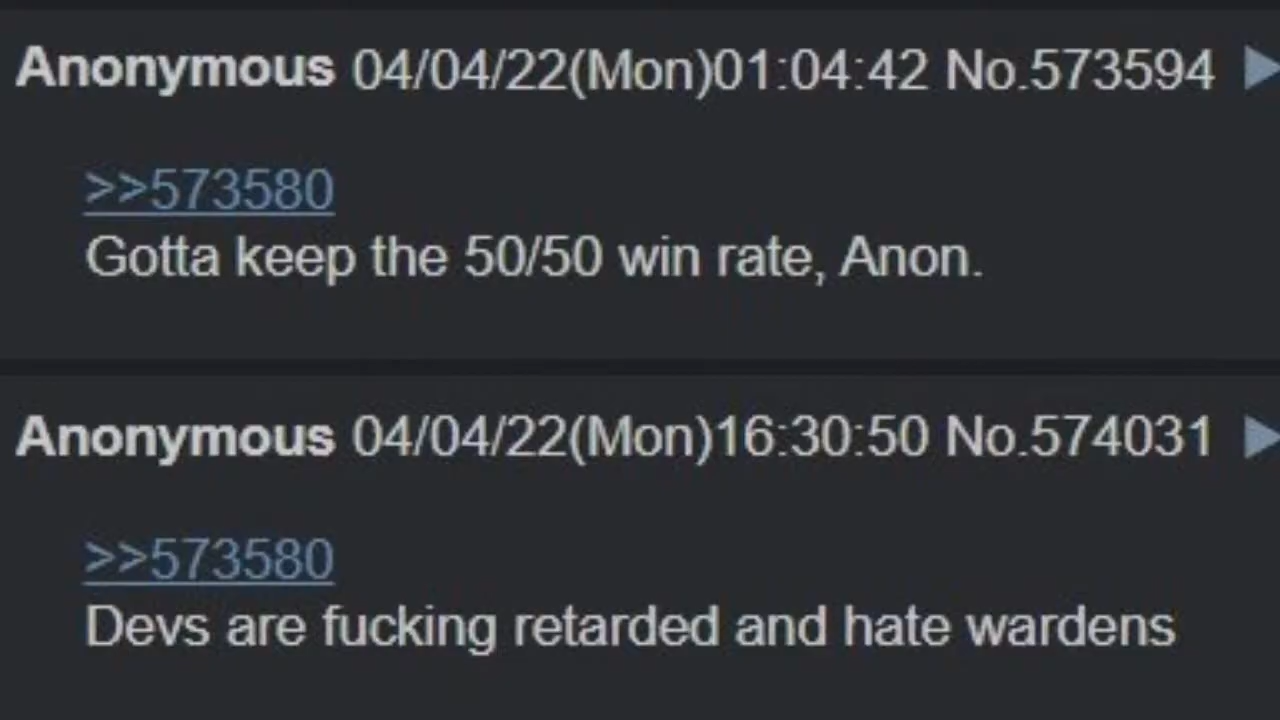 Anonymous 04/04/22(Mon)01:04:42 No.573594
>>573580
Gotta keep the 50/50 win rate, Anon.
Anonymous 04/04/22(Mon)16:30:50 No.574031
>>573580
Devs are fucking retarded and hate wardens